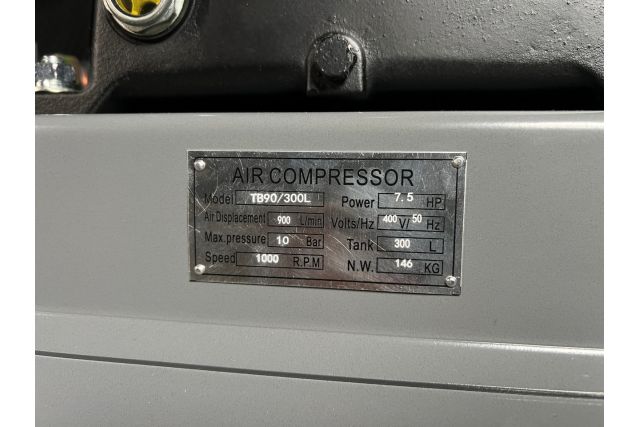 AIR COMPRESSOR
Model TB90/300L Power 7.5 HP
Air Displacement 900 L/min Volts/Hz 400 V/ 50 Hz
Max.pressure 10 Bar Tank 300 L
Speed 1000 R.P.M N.W. 146 KG